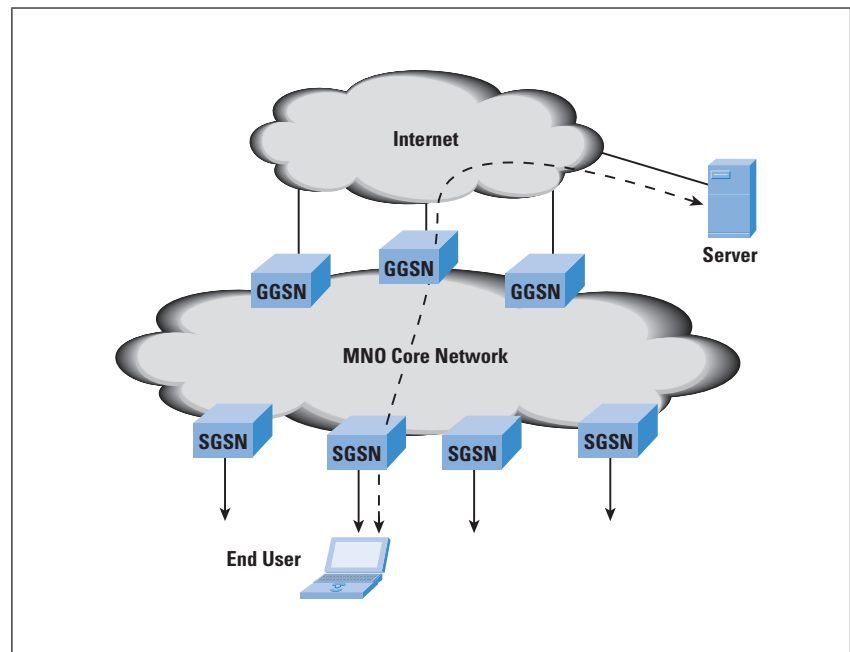 Internet
Server
GGSN
GGSN
GGSN
MNO Core Network
SGSN
SGSN
SGSN
SGSN
End User